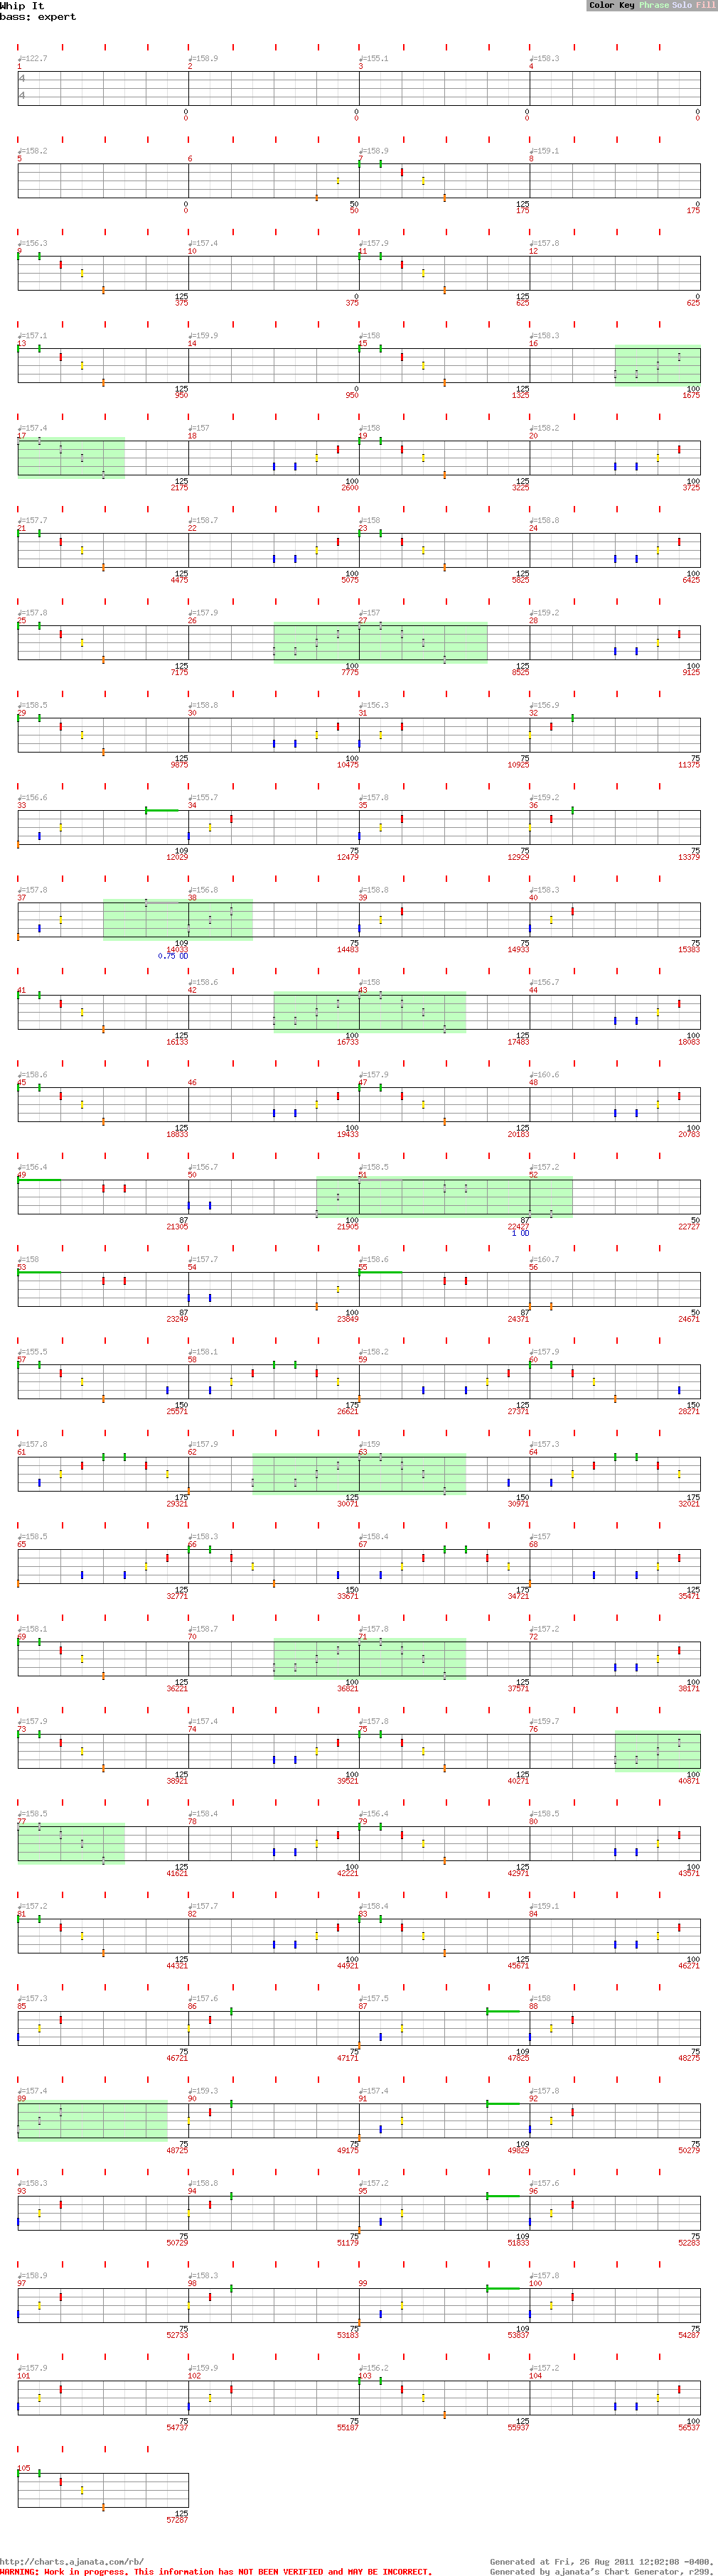 Whip It
bass: expert
Color Key Phrase Solo Fill
♩=122.7 ♩=158.9 ♩=155.1 ♩=158.3
1 2 3 4
4
4
0 0 0 0
0 0 0 0
♩=158.2 ♩=158.9 ♩=159.1
5 6 7 8
0 50 125 0
0 50 175 175
♩=156.3 ♩=157.4 ♩=157.9 ♩=157.8
9 10 11 12
125 0 125 0
375 375 625 625
♩=157.1 ♩=159.9 ♩=158 ♩=158.3
13 14 15 16
125 0 125 100
950 950 1325 1675
♩=157.4 ♩=157 ♩=158 ♩=158.2
17 18 19 20
125 100 125 100
2175 2600 3225 3725
♩=157.7 ♩=158.7 ♩=158 ♩=158.8
21 22 23 24
125 100 125 100
4475 5075 5825 6425
♩=157.8 ♩=157.9 ♩=157 ♩=159.2
25 26 27 28
125 100 125 100
7175 7775 8525 9125
♩=158.5 ♩=158.8 ♩=156.3 ♩=156.9
29 30 31 32
125 100 75 75
9875 10475 10925 11375
♩=156.6 ♩=155.7 ♩=157.8 ♩=159.2
33 34 35 36
109 75 75 75
12029 12479 12929 13379
♩=157.8 ♩=156.8 ♩=158.8 ♩=158.3
37 38 39 40
109 75 75 75
14033 14483 14933 15383
0.75 OD
♩=158.6 ♩=158 ♩=156.7
41 42 43 44
125 100 125 100
16133 16733 17483 18083
♩=158.6 ♩=157.9 ♩=160.6
45 46 47 48
125 100 125 100
18833 19433 20183 20783
♩=156.4 ♩=156.7 ♩=158.5 ♩=157.2
49 50 51 52
87 100 87 50
21305 21905 22427 22727
1 OD
♩=158 ♩=157.7 ♩=158.6 ♩=160.7
53 54 55 56
87 100 87 50
23249 23849 24371 24671
♩=155.5 ♩=158.1 ♩=158.2 ♩=157.9
57 58 59 60
150 175 125 150
25571 26621 27371 28271
♩=157.8 ♩=157.9 ♩=159 ♩=157.3
61 62 63 64
175 125 150 175
29321 30071 30971 32021
♩=158.5 ♩=158.3 ♩=158.4 ♩=157
65 66 67 68
125 150 175 125
32771 33671 34721 35471
♩=158.1 ♩=158.7 ♩=157.8 ♩=157.2
69 70 71 72
125 100 125 100
36221 36821 37571 38171
♩=157.9 ♩=157.4 ♩=157.8 ♩=159.7
73 74 75 76
125 100 125 100
38921 39521 40271 40871
♩=158.5 ♩=158.4 ♩=156.4 ♩=158.5
77 78 79 80
125 100 125 100
41621 42221 42971 43571
♩=157.2 ♩=157.7 ♩=158.4 ♩=159.1
81 82 83 84
125 100 125 100
44321 44921 45671 46271
♩=157.3 ♩=157.6 ♩=157.5 ♩=158
85 86 87 88
75 75 109 75
46721 47171 47825 48275
♩=157.4 ♩=159.3 ♩=157.4 ♩=157.8
89 90 91 92
75 75 109 75
48725 49175 49829 50279
♩=158.3 ♩=158.8 ♩=157.2 ♩=157.6
93 94 95 96
75 75 109 75
50729 51179 51833 52283
♩=158.9 ♩=158.3 ♩=157.8
97 98 99 100
75 75 109 75
52733 53183 53837 54287
♩=157.9 ♩=159.9 ♩=156.2 ♩=157.2
101 102 103 104
75 75 125 100
54737 55187 55937 56537
105
125
57287
http://charts.ajanata.com/rb/ Generated at Fri, 26 Aug 2011 12:02:08 -0400.
WARNING: Work in progress. This information has NOT BEEN VERIFIED and MAY BE INCORRECT. Generated by ajanata's Chart Generator, r299.